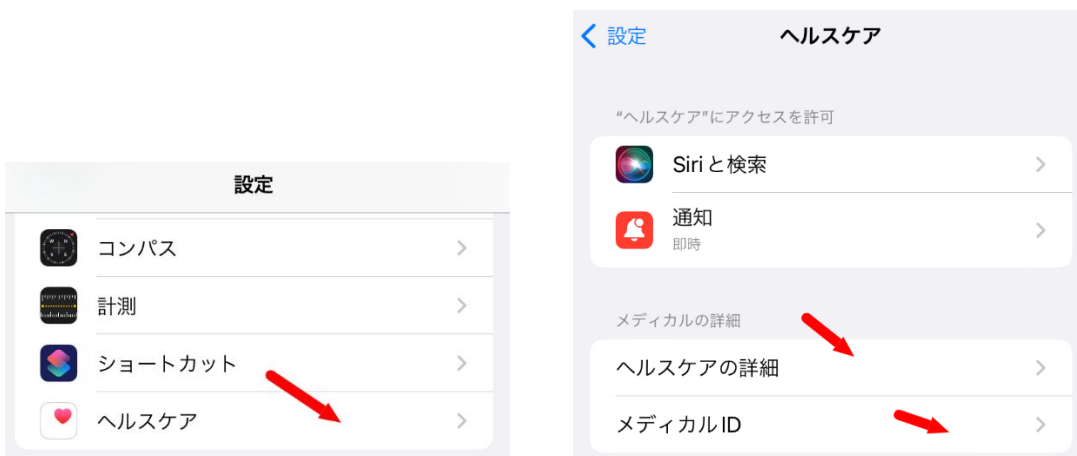 設定
コンパス
計測
ショートカット
ヘルスケア
設定
ヘルスケア
“ヘルスケア”にアクセスを許可
Siriと検索
通知
即時
メディカルの詳細
ヘルスケアの詳細
メディカルID